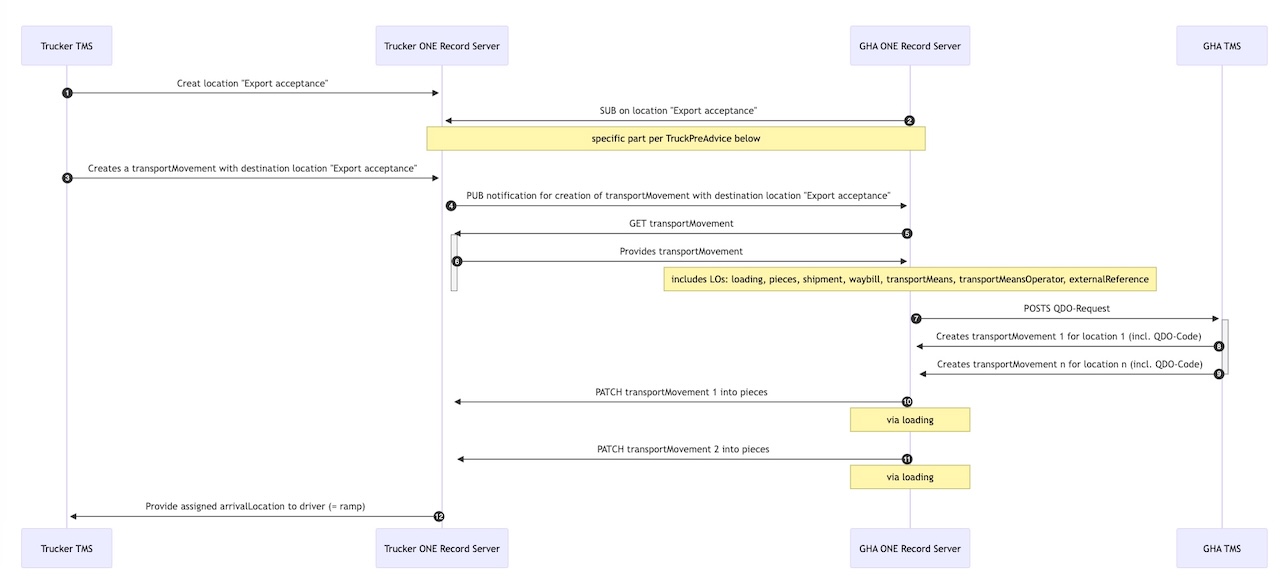 Trucker TMS
Trucker ONE Record Server
GHA ONE Record Server
GHA TMS
Creat location "Export acceptance"
1
SUB on location "Export acceptance"
2
specific part per TruckPreAdvice below
Creates a transportMovement with destination location "Export acceptance"
3
PUB notification for creation of transportMovement with destination location "Export acceptance"
4
GET transportMovement
5
Provides transportMovement
6
includes LOs: loading, pieces, shipment, waybill, transportMeans, transportMeansOperator, externalReference
POSTS QDO-Request
7
Creates transportMovement 1 for location 1 (incl. QDO-Code)
8
Creates transportMovement n for location n (incl. QDO-Code)
9
PATCH transportMovement 1 into pieces
10
via loading
PATCH transportMovement 2 into pieces
11
via loading
Provide assigned arrivalLocation to driver (= ramp)
12
Trucker TMS
Trucker ONE Record Server
GHA ONE Record Server
GHA TMS